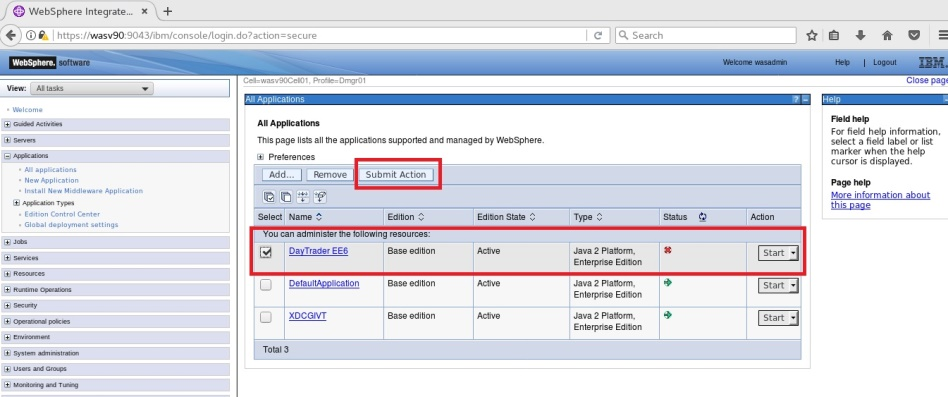 WebSphere Integrate...
https://wasv90:9043/ibm/console/login.do?action=secure
Search
WebSphere. software
Welcome wasadmin
Help | Logout
IBM.
Cell=wasv90Cell01, Profile=Dmgr01
Close page
View: All tasks
Welcome
Guided Activities
Servers
Applications
All applications
New Application
Install New Middleware Application
Application Types
Edition Control Center
Global deployment settings
Jobs
Services
Resources
Runtime Operations
Security
Operational policies
Environment
System administration
Users and Groups
Monitoring and Tuning
All Applications
All Applications
This page lists all the applications supported and managed by WebSphere.
Preferences
Add... Remove Submit Action
Select Name Edition Edition State Type Status Action
You can administer the following resources:
DayTrader EE6 Base edition Active Java 2 Platform, Start
Enterprise Edition
DefaultApplication Base edition Active Java 2 Platform, Start
Enterprise Edition
XDCGIVT Base edition Active Java 2 Platform, Start
Enterprise Edition
Total 3
Help
Field help
For field help information,
select a field label or list
marker when the help
cursor is displayed.
Page help
More information about
this page